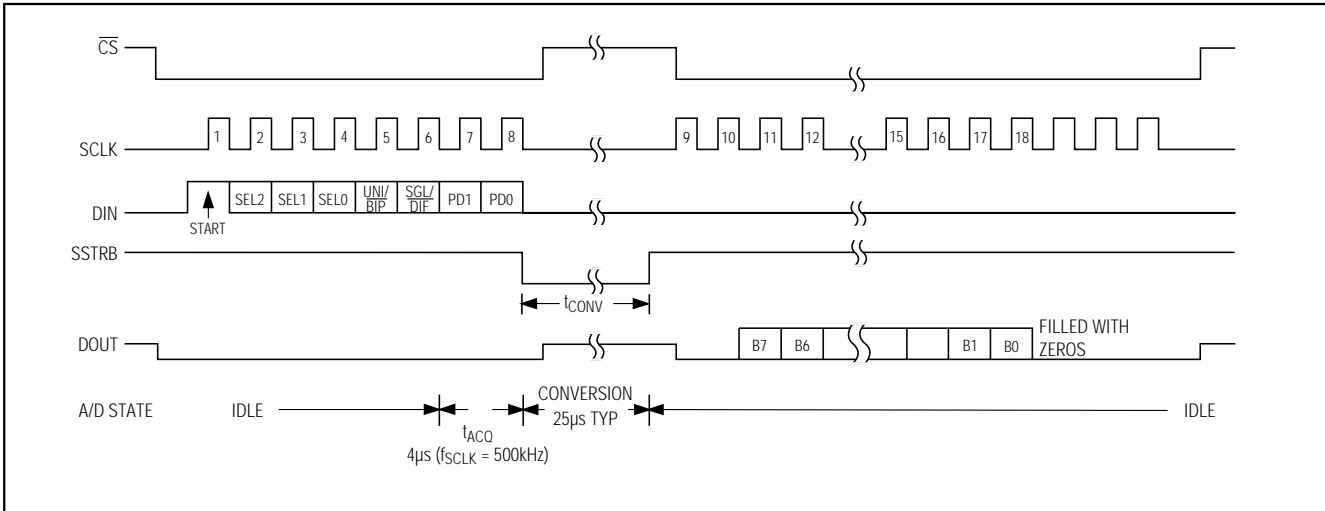 CS
SCLK
1 2 3 4 5 6 7 8 9 10 11 12 15 16 17 18
DIN
SEL2 SEL1 SEL0 UNI/BIP SGL/DIF PD1 PD0
START
SSTRB
tCONV
DOUT
B7 B6 B1 B0
FILLED WITH
ZEROS
A/D STATE
IDLE
tACQ
4µs (fSCLK = 500kHz)
CONVERSION
25µs TYP
IDLE